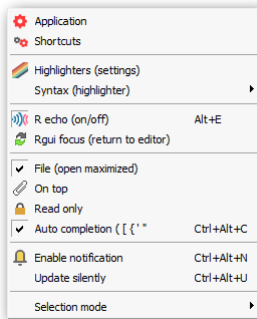 Application
Shortcuts
Highlighters (settings)
Syntax (highlighter)
R echo (on/off) Alt+E
Rgui focus (return to editor)
File (open maximized)
On top
Read only
Auto completion ( [ { ' " Ctrl+Alt+C
Enable notification Ctrl+Alt+N
Update silently Ctrl+Alt+U
Selection mode